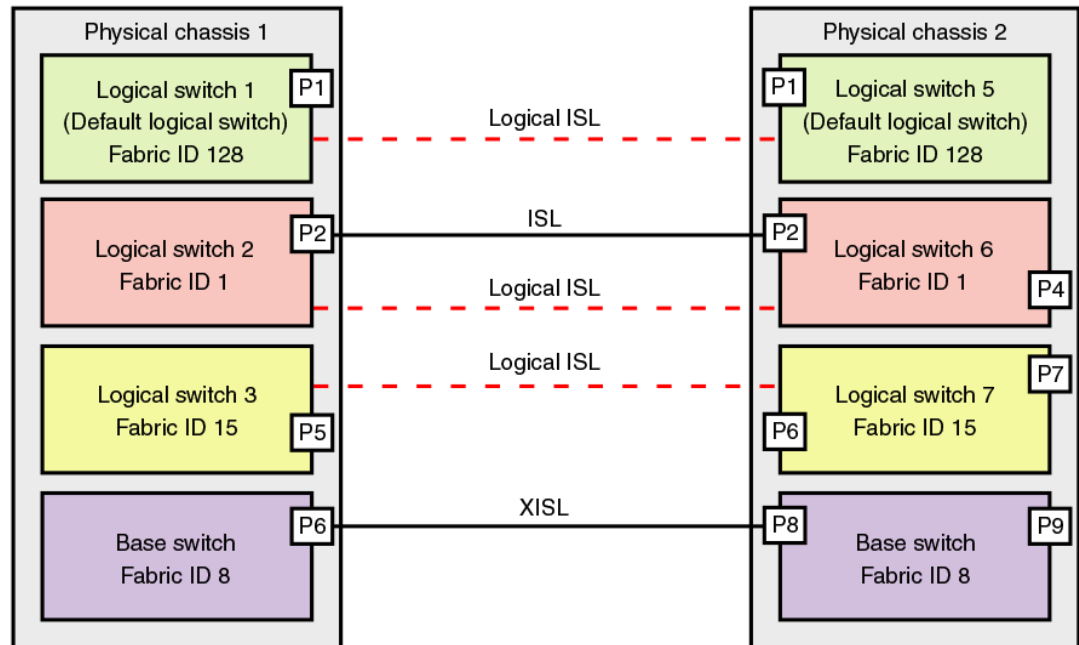 Physical chassis 1
Logical switch 1
(Default logical switch)
Fabric ID 128
P1
Logical switch 2
Fabric ID 1
P2
Logical switch 3
Fabric ID 15
P5
Base switch
Fabric ID 8
P6
Logical ISL
ISL
Logical ISL
Logical ISL
XISL
Physical chassis 2
P1
Logical switch 5
(Default logical switch)
Fabric ID 128
P2
Logical switch 6
Fabric ID 1
P4
P7
Logical switch 7
Fabric ID 15
P6
P8
P9
Base switch
Fabric ID 8